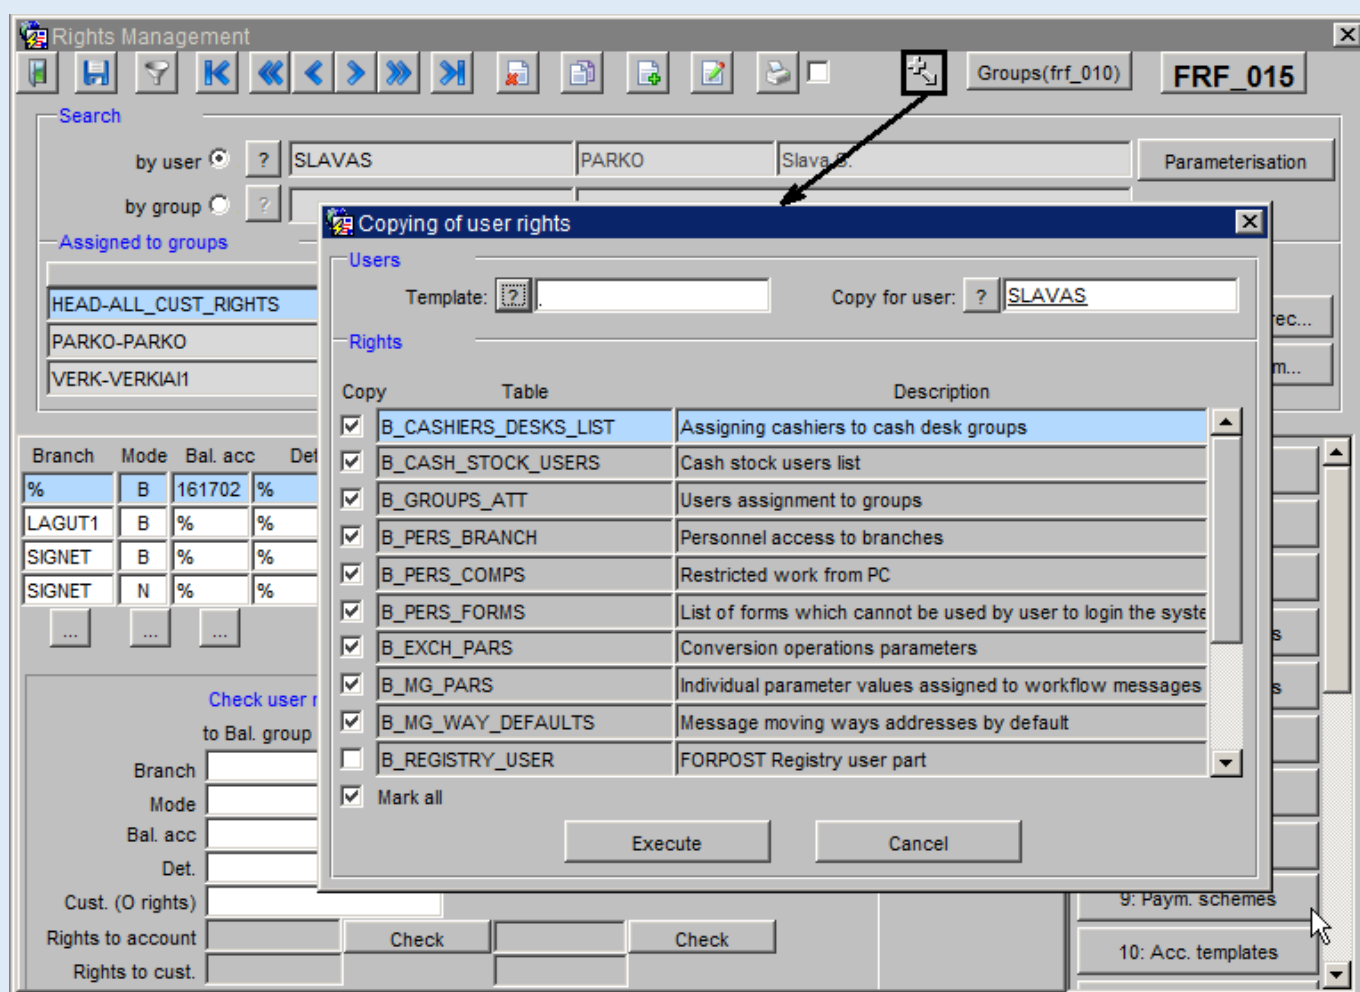 Rights Management
Groups(frf_010) FRF_015
Search
by user ? SLAVAS PARKO Slava S. Parameterisation
by group ?
Assigned to groups
HEAD-ALL_CUST_RIGHTS
PARKO-PARKO
VERK-VERKIAI1
Copying of user rights
Users
Template: ? Copy for user: ? SLAVAS
Rights
Copy Table Description
B_CASHIERS_DESKS_LIST Assigning cashiers to cash desk groups
B_CASH_STOCK_USERS Cash stock users list
B_GROUPS_ATT Users assignment to groups
B_PERS_BRANCH Personnel access to branches
B_PERS_COMPS Restricted work from PC
B_PERS_FORMS List of forms which cannot be used by user to login the syste
B_EXCH_PARS Conversion operations parameters
B_MG_PARS Individual parameter values assigned to workflow messages
B_MG_WAY_DEFAULTS Message moving ways addresses by default
B_REGISTRY_USER FORPOST Registry user part
Mark all
Execute Cancel
rec...
m...
Branch Mode Bal. acc Det
% B 161702 %
LAGUT1 B % %
SIGNET B % %
SIGNET N % %
... ... ...
s
s
Check user r
to Bal. group
Branch
Mode
Bal. acc
Det.
Cust. (O rights)
Rights to account Check Check
Rights to cust.
9: Paym. schemes
10: Acc. templates